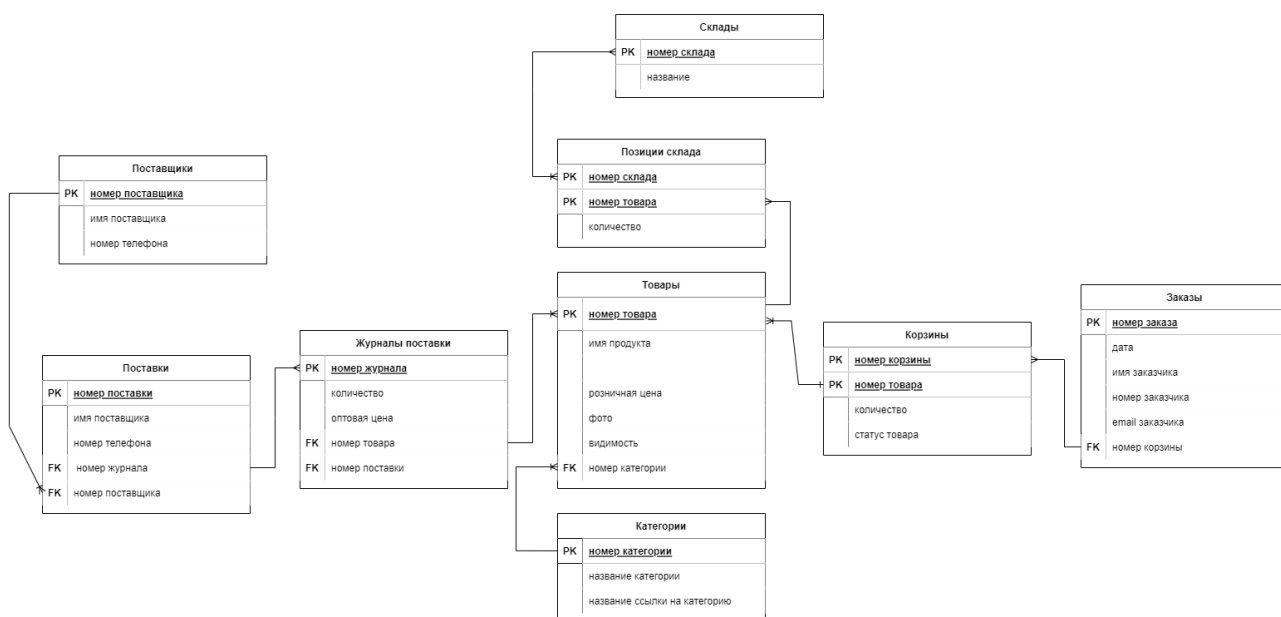 Склады
PK номер склада
название
Позиции склада
PK номер склада
PK номер товара
количество
Поставщики
PK номер поставщика
имя поставщика
номер телефона
Товары
PK номер товара
имя продукта
розничная цена
фото
видимость
FK номер категории
Заказы
PK номер заказа
дата
имя заказчика
номер заказчика
email заказчика
FK номер корзины
Корзины
PK номер корзины
PK номер товара
количество
статус товара
Журналы поставки
PK номер журнала
количество
оптовая цена
FK номер товара
FK номер поставки
Поставки
PK номер поставки
имя поставщика
номер телефона
FK номер журнала
FK номер поставщика
Категории
PK номер категории
название категории
название ссылки на категорию